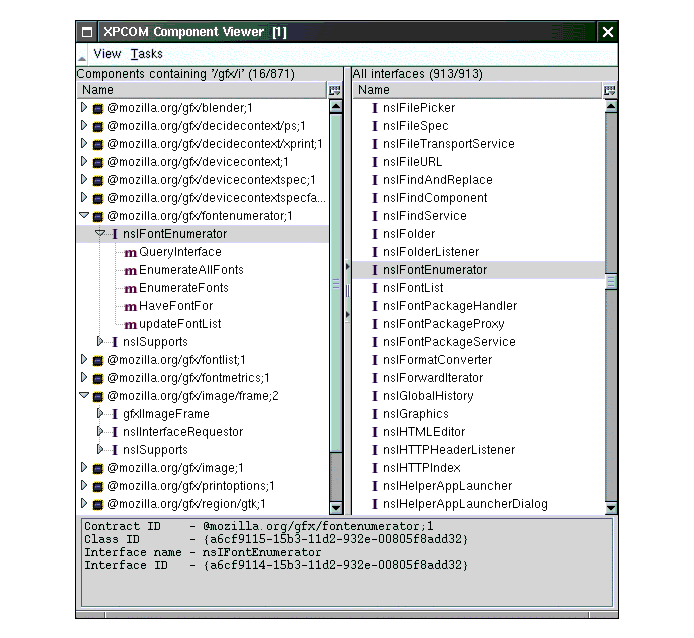 XPCOM Component Viewer [1]
View Tasks
Components containing '/gfx/i' (16/871)
Name
@mozilla.org/gfx/blender;1
@mozilla.org/gfx/decidecontext/ps;1
@mozilla.org/gfx/decidecontext/xprint;1
@mozilla.org/gfx/devicecontext;1
@mozilla.org/gfx/devicecontextspec;1
@mozilla.org/gfx/devicecontextspecfa...
@mozilla.org/gfx/fontenumerator;1
I nsIFontEnumerator
m QueryInterface
m EnumerateAllFonts
m EnumerateFonts
m HaveFontFor
m updateFontList
I nsISupports
@mozilla.org/gfx/fontlist;1
@mozilla.org/gfx/fontmetrics;1
@mozilla.org/gfx/image/frame;2
I gfxIImageFrame
I nsIInterfaceRequestor
I nsISupports
@mozilla.org/gfx/image;1
@mozilla.org/gfx/printoptions;1
@mozilla.org/gfx/region/gtk;1
All interfaces (913/913)
Name
I nsIFilePicker
I nsIFileSpec
I nsIFileTransportService
I nsIFileURL
I nsIFindAndReplace
I nsIFindComponent
I nsIFindService
I nsIFolder
I nsIFolderListener
I nsIFontEnumerator
I nsIFontList
I nsIFontPackageHandler
I nsIFontPackageProxy
I nsIFontPackageService
I nsIFormatConverter
I nsIForwardIterator
I nsIGlobalHistory
I nsIGraphics
I nsIHTMLEditor
I nsIHTTPHeaderListener
I nsIHTTPIndex
I nsIHelperAppLauncher
I nsIHelperAppLauncherDialog
Contract ID - @mozilla.org/gfx/fontenumerator;1
Class ID - {a6cf9115-15b3-11d2-932e-00805f8add32}
Interface name - nsIFontEnumerator
Interface ID - {a6cf9114-15b3-11d2-932e-00805f8add32}